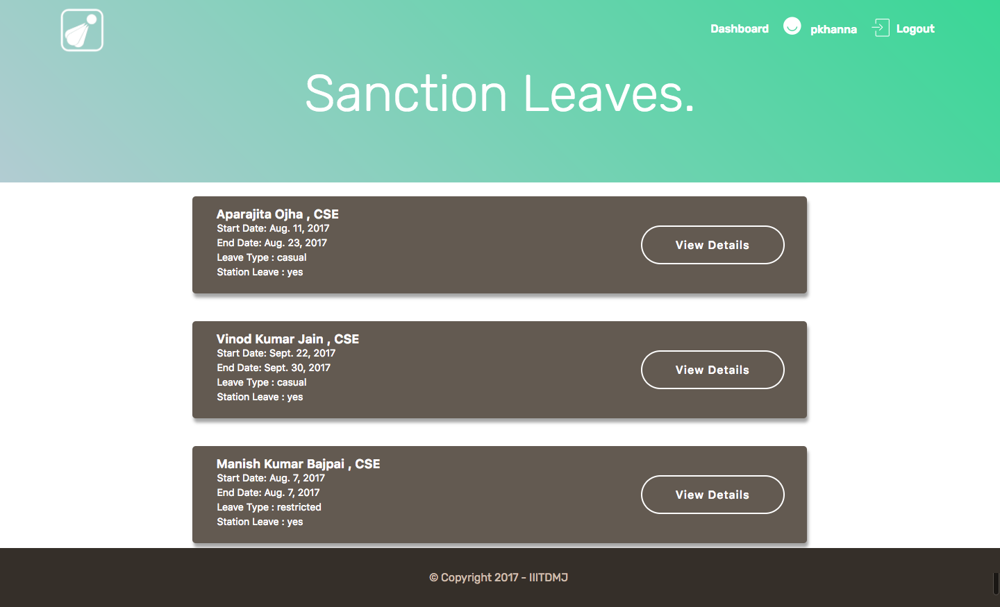 Dashboard pkhanna Logout
Sanction Leaves.
Aparajita Ojha , CSE
Start Date: Aug. 11, 2017
End Date: Aug. 23, 2017
Leave Type : casual
Station Leave : yes
View Details
Vinod Kumar Jain , CSE
Start Date: Sept. 22, 2017
End Date: Sept. 30, 2017
Leave Type : casual
Station Leave : yes
View Details
Manish Kumar Bajpai , CSE
Start Date: Aug. 7, 2017
End Date: Aug. 7, 2017
Leave Type : restricted
Station Leave : yes
View Details
© Copyright 2017 - IIITDMJ